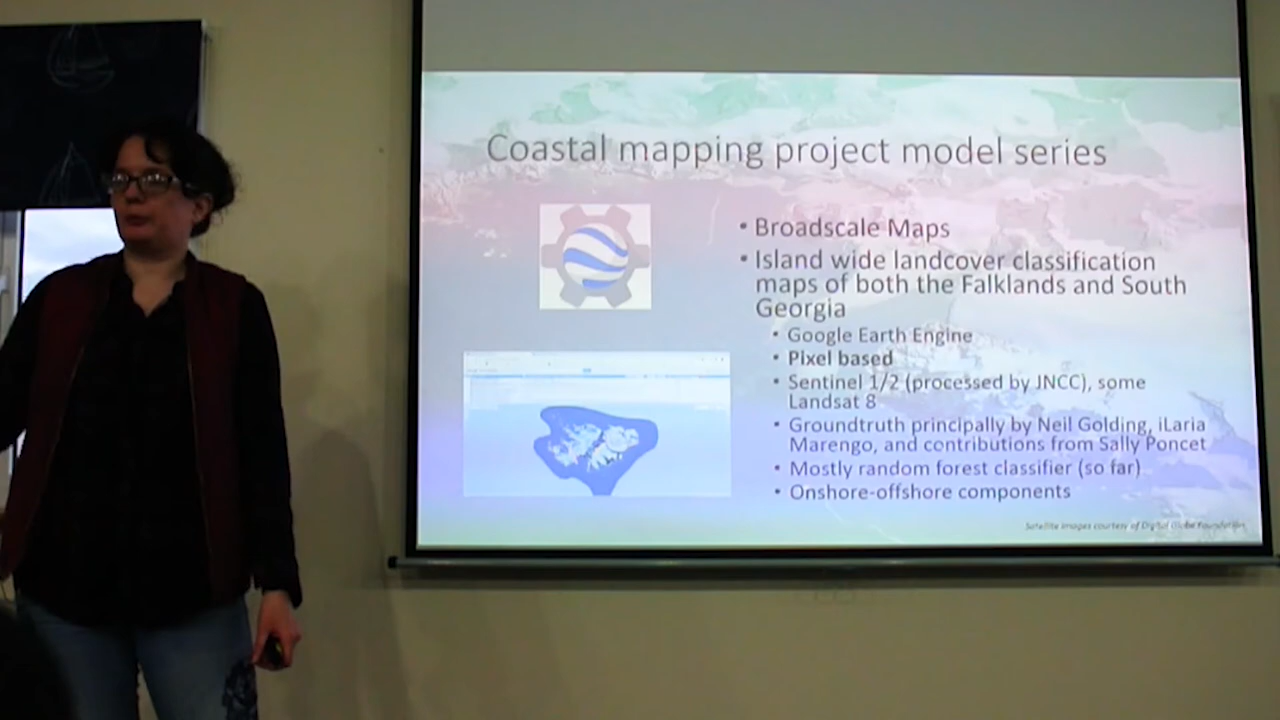 Coastal mapping project model series
• Broadscale Maps
• Island wide landcover classification
maps of both the Falklands and South
Georgia
• Google Earth Engine
• Pixel based
• Sentinel 1/2 (processed by JNCC), some
Landsat 8
• Groundtruth principally by Neil Golding, iLaria
Marengo, and contributions from Sally Poncet
• Mostly random forest classifier (so far)
• Onshore-offshore components
Satellite images courtesy of Digital Globe Foundation